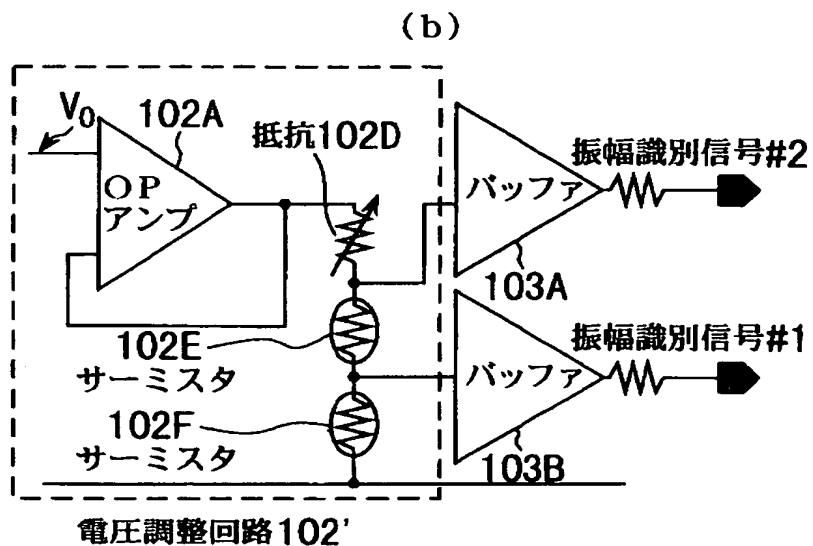 (b)
V0
102A
抵抗102D
OP
アンプ
バッファ
振幅識別信号#2
103A
102E
サーミスタ
バッファ
振幅識別信号#1
102F
サーミスタ
103B
電圧調整回路102'